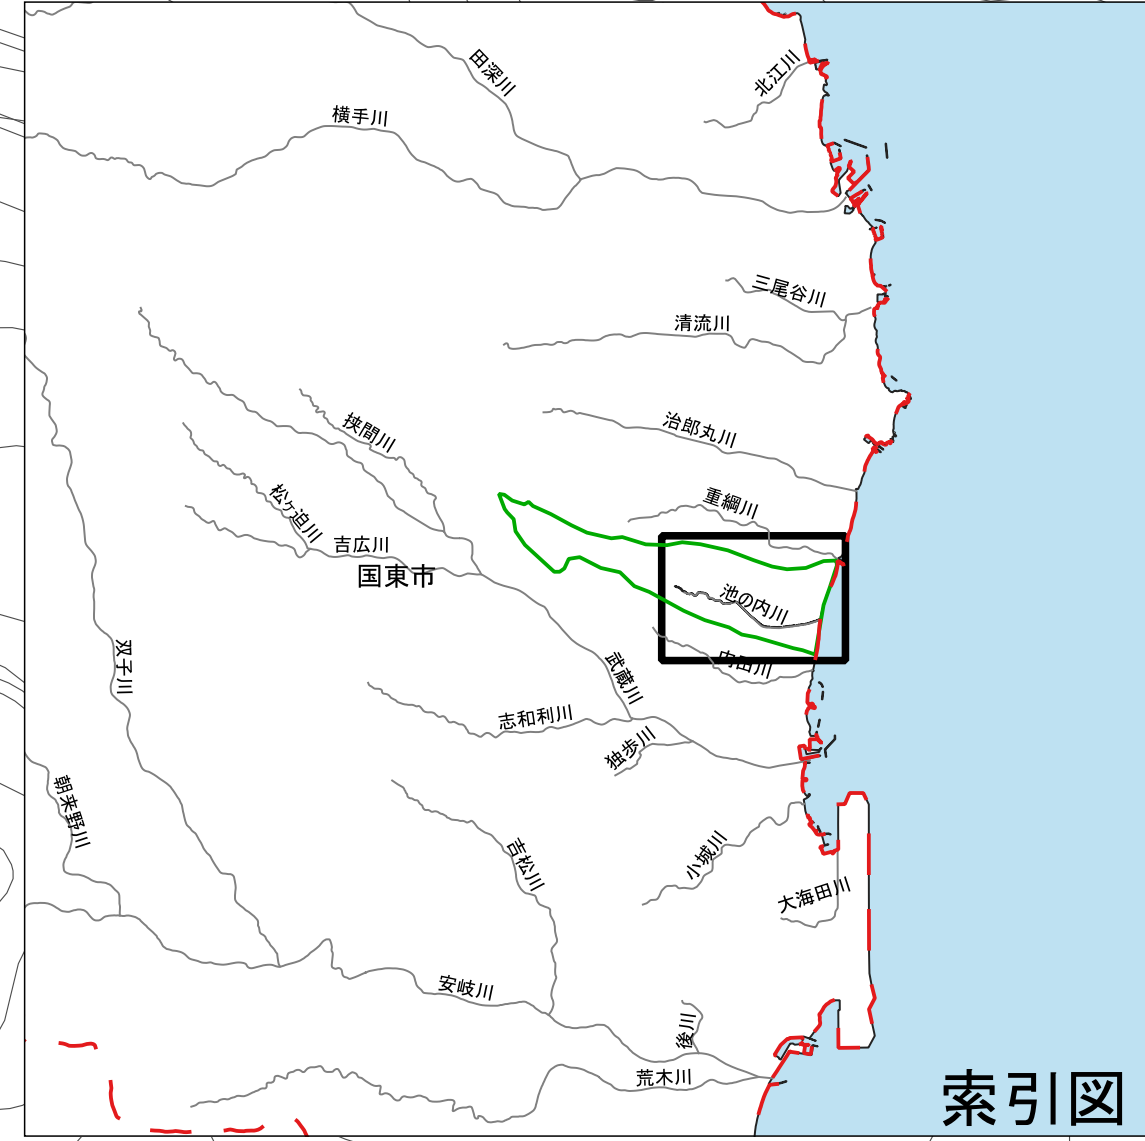 田深川
北江川
横手川
三尾谷川
清流川
挟間川
治郎丸川
松ヶ迫川
重綱川
吉広川
国東市
池の内川
双子川
武蔵川
内田川
志和利川
独歩川
朝来野川
吉松川
小城川
大海田川
安岐川
後川
荒木川
索引図